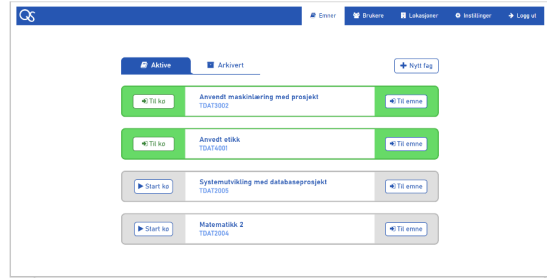 QS
Emner
Brukere
Lokasjoner
Instillinger
Logg ut
Aktive
Arkivert
Nytt fag
Til kø
Anvendt maskinlæring med prosjekt
TDAT3002
Til emne
Til kø
Anvedt etikk
TDAT4001
Til emne
Start kø
Systemutvikling med databaseprosjekt
TDAT2005
Til emne
Start kø
Matematikk 2
TDAT2004
Til emne